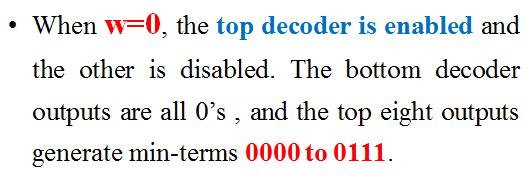 • When w=0, the top decoder is enabled and
the other is disabled. The bottom decoder
outputs are all 0’s , and the top eight outputs
generate min-terms 0000 to 0111.